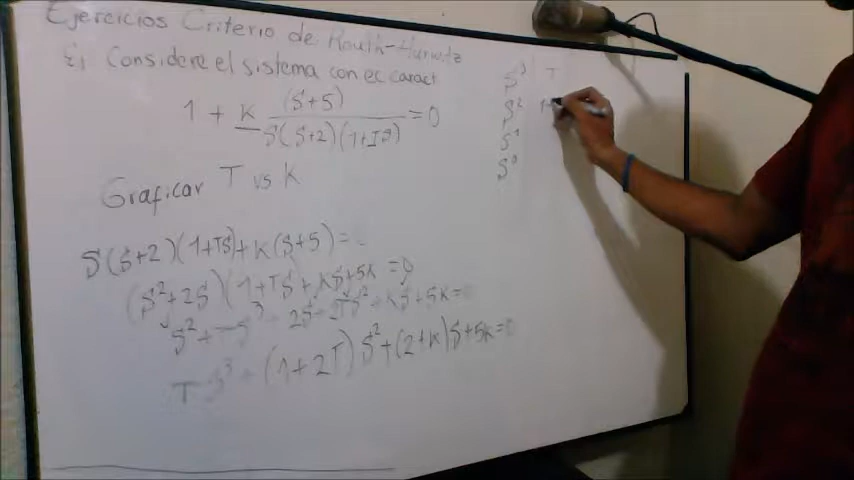 Ejercicios Criterio de Routh-Hurwitz
Ej Considere el sistema con ec caract
1 + K (S+5) / S(S+2)(1+TS) = 0
Graficar T vs K
S(S+2)(1+TS)+K(S+5)=
(S²+2S)(1+TS)+KS+5K=0
S²+TS³+2S+2TS²+KS+5K=0
TS³+(1+2T)S²+(2+K)S+5K=0
S³ T
S² 1+
S¹
S⁰